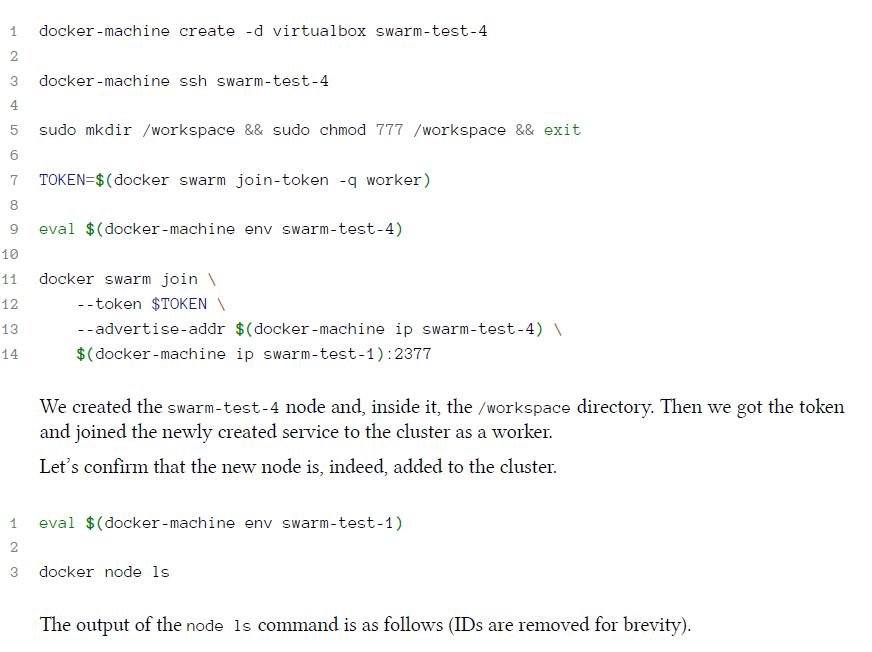 1 docker-machine create -d virtualbox swarm-test-4
2
3 docker-machine ssh swarm-test-4
4
5 sudo mkdir /workspace && sudo chmod 777 /workspace && exit
6
7 TOKEN=$(docker swarm join-token -q worker)
8
9 eval $(docker-machine env swarm-test-4)
10
11 docker swarm join \
12 --token $TOKEN \
13 --advertise-addr $(docker-machine ip swarm-test-4) \
14 $(docker-machine ip swarm-test-1):2377
We created the swarm-test-4 node and, inside it, the /workspace directory. Then we got the token
and joined the newly created service to the cluster as a worker.
Let’s confirm that the new node is, indeed, added to the cluster.
1 eval $(docker-machine env swarm-test-1)
2
3 docker node ls
The output of the node ls command is as follows (IDs are removed for brevity).